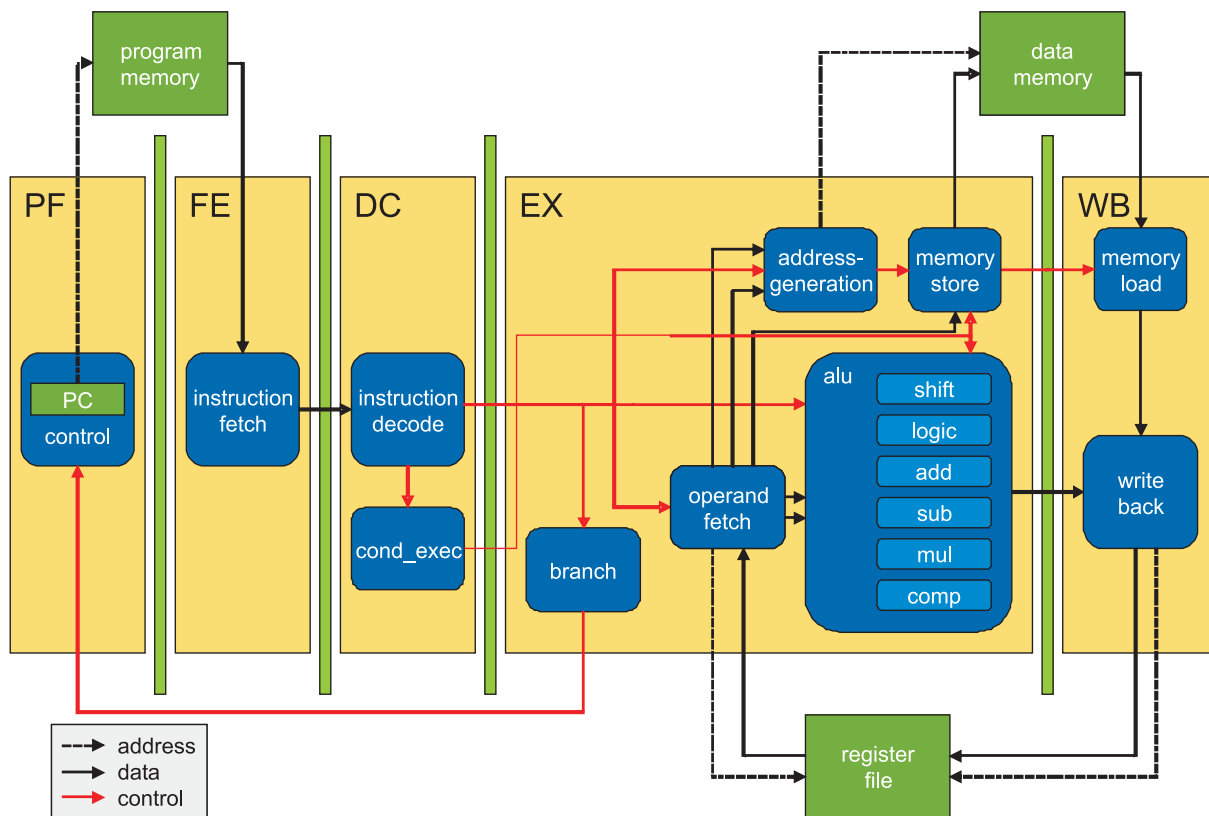 program
memory
data
memory
PF
FE
DC
EX
WB
address-
generation
memory
store
memory
load
PC
control
instruction
fetch
instruction
decode
alu
shift
logic
add
sub
mul
comp
operand
fetch
write
back
cond_exec
branch
register
file
address
data
control